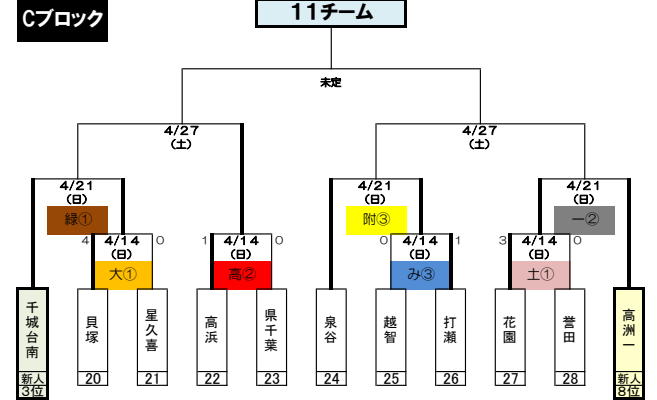 Cブロック
11チーム
未定
4/27
(土)
4/27
(土)
4/21
(日)
緑①
4/21
(日)
附③
4/21
(日)
一②
4 4/14 0
(日)
大①
1 4/14 0
(日)
高②
0 4/14 1
(日)
み③
3 4/14 0
(日)
土①
千城台南
貝塚
星久喜
高浜
県千葉
泉谷
越智
打瀬
花園
誉田
高洲一
新人
3位
20
21
22
23
24
25
26
27
28
新人
8位